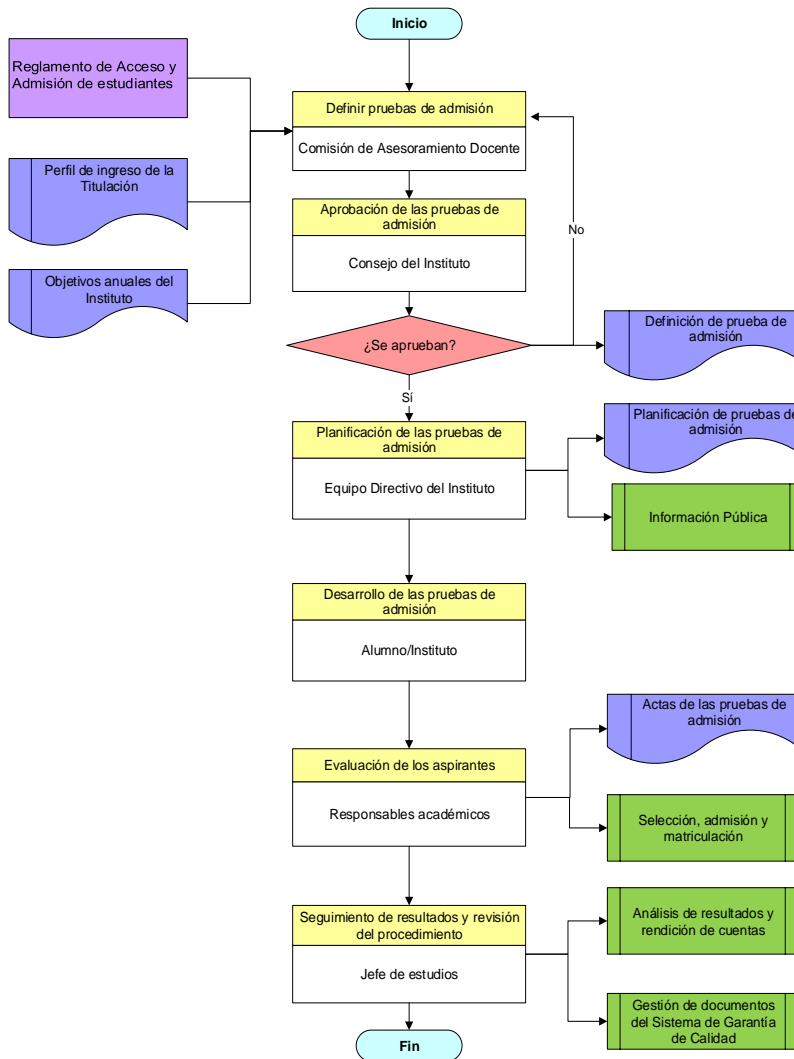 Inicio
Reglamento de Acceso y
Admisión de estudiantes
Definir pruebas de admisión
Comisión de Asesoramiento Docente
Perfil de ingreso de la
Titulación
Aprobación de las pruebas de
admisión
No
Consejo del Instituto
Objetivos anuales del
Instituto
¿Se aprueban?
Definición de prueba de
admisión
Sí
Planificación de las pruebas de
admisión
Planificación de pruebas de
admisión
Equipo Directivo del Instituto
Información Pública
Desarrollo de las pruebas de
admisión
Alumno/Instituto
Actas de las pruebas de
admisión
Evaluación de los aspirantes
Responsables académicos
Selección, admisión y
matriculación
Seguimiento de resultados y revisión
del procedimiento
Análisis de resultados y
rendición de cuentas
Jefe de estudios
Gestión de documentos
del Sistema de Garantía
de Calidad
Fin